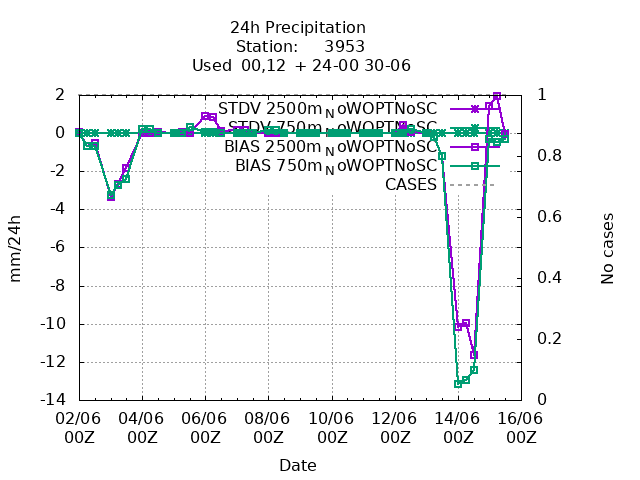 24h Precipitation
Station: 3953
Used 00,12 + 24-00 30-06
STDV 2500m_NoWOPTNoSC
STDV 750m_NoWOPTNoSC
BIAS 2500m_NoWOPTNoSC
BIAS 750m_NoWOPTNoSC
CASES
mm/24h
2
0
-2
-4
-6
-8
-10
-12
-14
No cases
1
0.8
0.6
0.4
0.2
0
02/06 04/06 06/06 08/06 10/06 12/06 14/06 16/06
00Z 00Z 00Z 00Z 00Z 00Z 00Z 00Z
Date